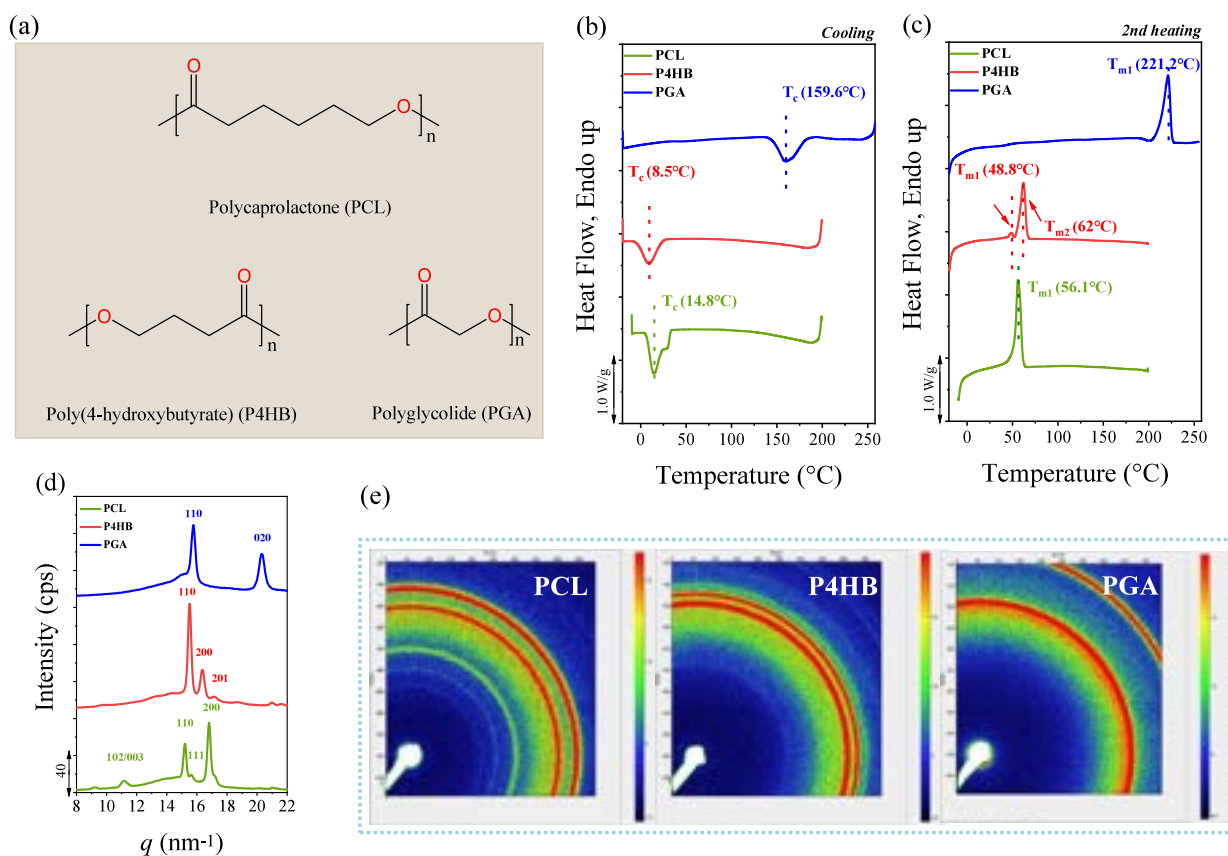 (a)
O
O
n
Polycaprolactone (PCL)
O
O
n
Poly(4-hydroxybutyrate) (P4HB)
O
O
n
Polyglycolide (PGA)
(b)
Cooling
PCL
P4HB
PGA
Tc (159.6°C)
Tc (8.5°C)
Tc (14.8°C)
Heat Flow, Endo up
1.0 W/g
0 50 100 150 200 250
Temperature (°C)
(c)
2nd heating
PCL
P4HB
PGA
Tm1 (221.2°C)
Tm1 (48.8°C)
Tm2 (62°C)
Tm1 (56.1°C)
Heat Flow, Endo up
1.0 W/g
0 50 100 150 200 250
Temperature (°C)
(d)
PCL
P4HB
PGA
110
020
110
200
201
200
110
111
102/003
Intensity (cps)
40
8 10 12 14 16 18 20 22
q (nm-1)
(e)
PCL
P4HB
PGA